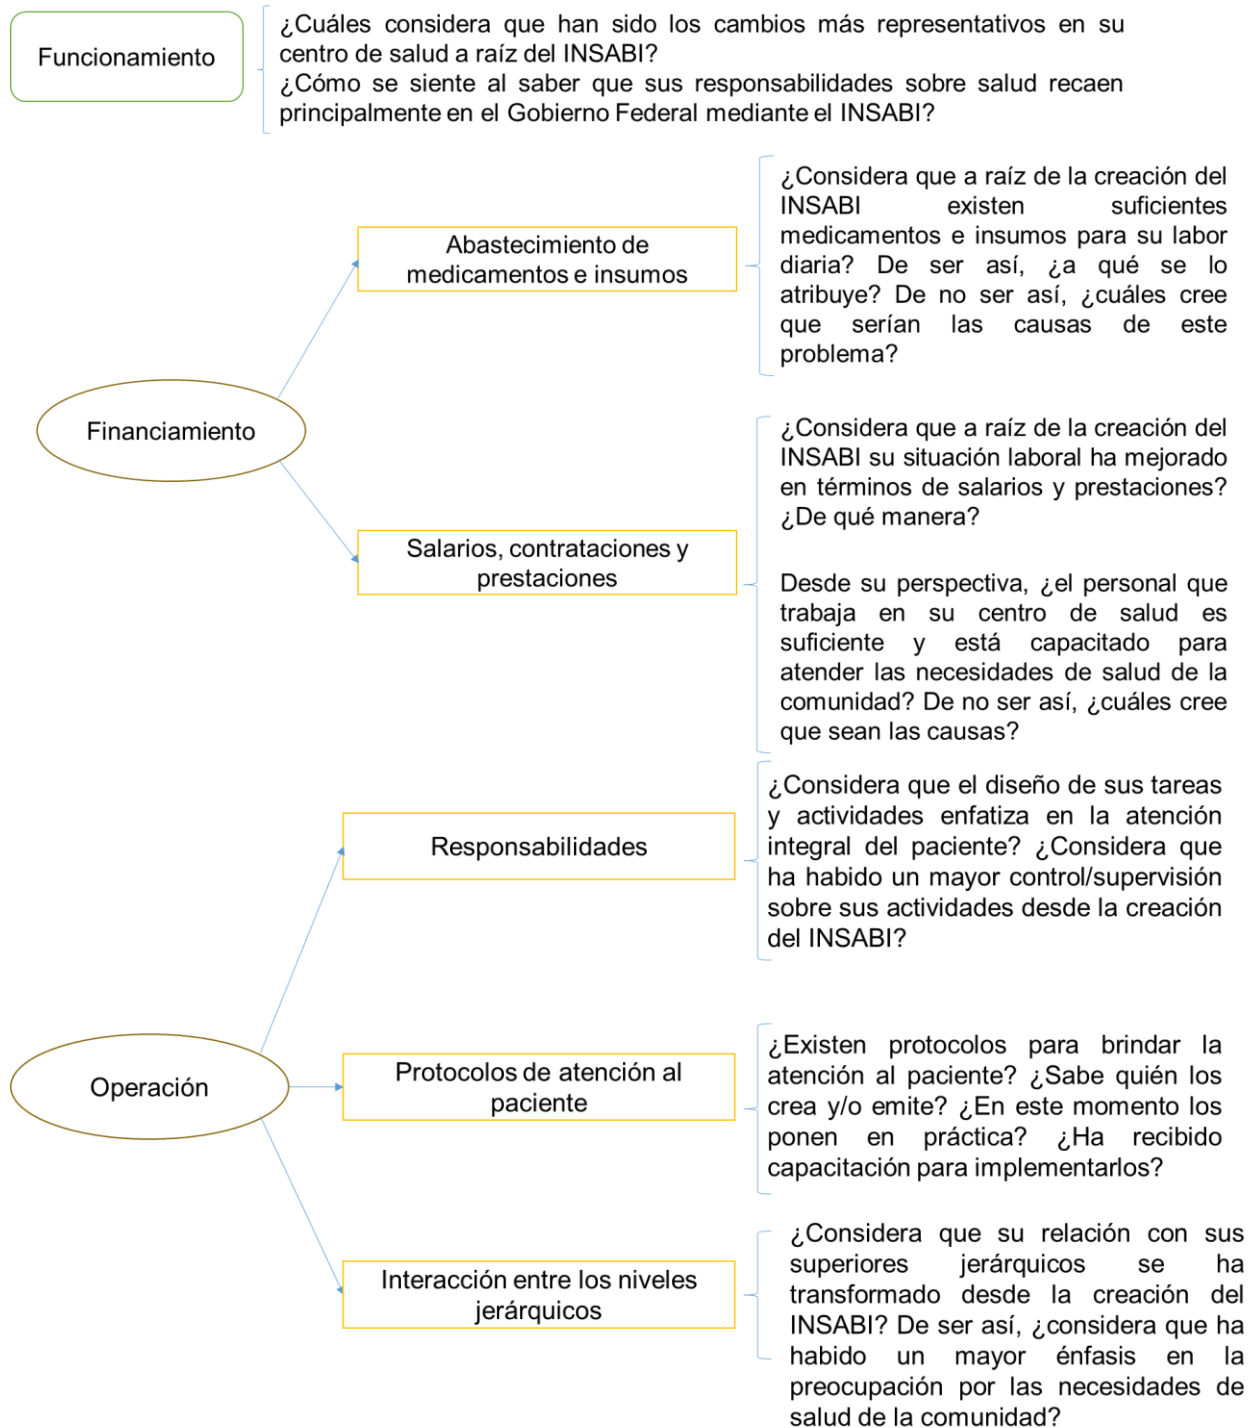 Funcionamiento
¿Cuáles considera que han sido los cambios más representativos en su
centro de salud a raíz del INSABI?
¿Cómo se siente al saber que sus responsabilidades sobre salud recaen
principalmente en el Gobierno Federal mediante el INSABI?
Financiamiento
Abastecimiento de
medicamentos e insumos
¿Considera que a raíz de la creación del
INSABI existen suficientes
medicamentos e insumos para su labor
diaria? De ser así, ¿a qué se lo
atribuye? De no ser así, ¿cuáles cree
que serían las causas de este
problema?
Salarios, contrataciones y
prestaciones
¿Considera que a raíz de la creación del
INSABI su situación laboral ha mejorado
en términos de salarios y prestaciones?
¿De qué manera?
Desde su perspectiva, ¿el personal que
trabaja en su centro de salud es
suficiente y está capacitado para
atender las necesidades de salud de la
comunidad? De no ser así, ¿cuáles cree
que sean las causas?
Operación
Responsabilidades
¿Considera que el diseño de sus tareas
y actividades enfatiza en la atención
integral del paciente? ¿Considera que
ha habido un mayor control/supervisión
sobre sus actividades desde la creación
del INSABI?
Protocolos de atención al
paciente
¿Existen protocolos para brindar la
atención al paciente? ¿Sabe quién los
crea y/o emite? ¿En este momento los
ponen en práctica? ¿Ha recibido
capacitación para implementarlos?
Interacción entre los niveles
jerárquicos
¿Considera que su relación con sus
superiores jerárquicos se ha
transformado desde la creación del
INSABI? De ser así, ¿considera que ha
habido un mayor énfasis en la
preocupación por las necesidades de
salud de la comunidad?